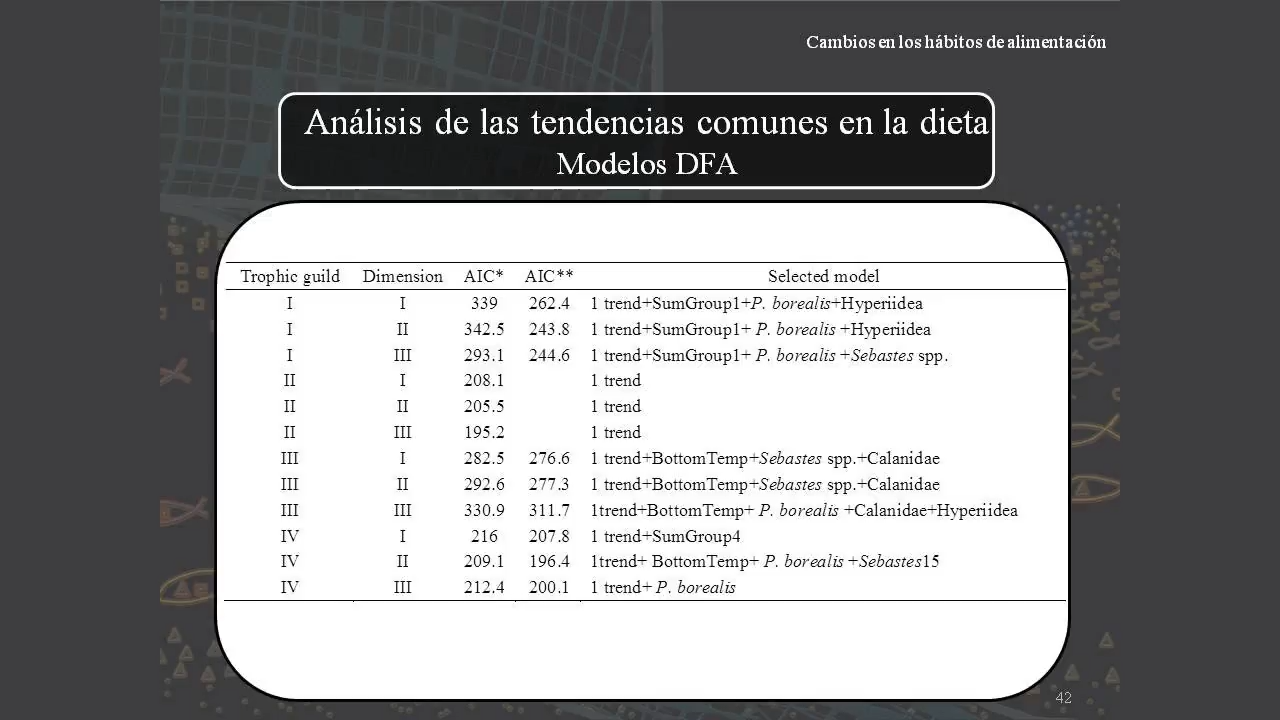 Cambios en los hábitos de alimentación
Análisis de las tendencias comunes en la dieta
Modelos DFA
Trophic guild Dimension AIC* AIC** Selected model
I I 339 262.4 1 trend+SumGroup1+P. borealis+Hyperiidea
I II 342.5 243.8 1 trend+SumGroup1+ P. borealis +Hyperiidea
I III 293.1 244.6 1 trend+SumGroup1+ P. borealis +Sebastes spp.
II I 208.1 1 trend
II II 205.5 1 trend
II III 195.2 1 trend
III I 282.5 276.6 1 trend+BottomTemp+Sebastes spp.+Calanidae
III II 292.6 277.3 1 trend+BottomTemp+Sebastes spp.+Calanidae
III III 330.9 311.7 1trend+BottomTemp+ P. borealis +Calanidae+Hyperiidea
IV I 216 207.8 1 trend+SumGroup4
IV II 209.1 196.4 1trend+ BottomTemp+ P. borealis +Sebastes15
IV III 212.4 200.1 1 trend+ P. borealis
42